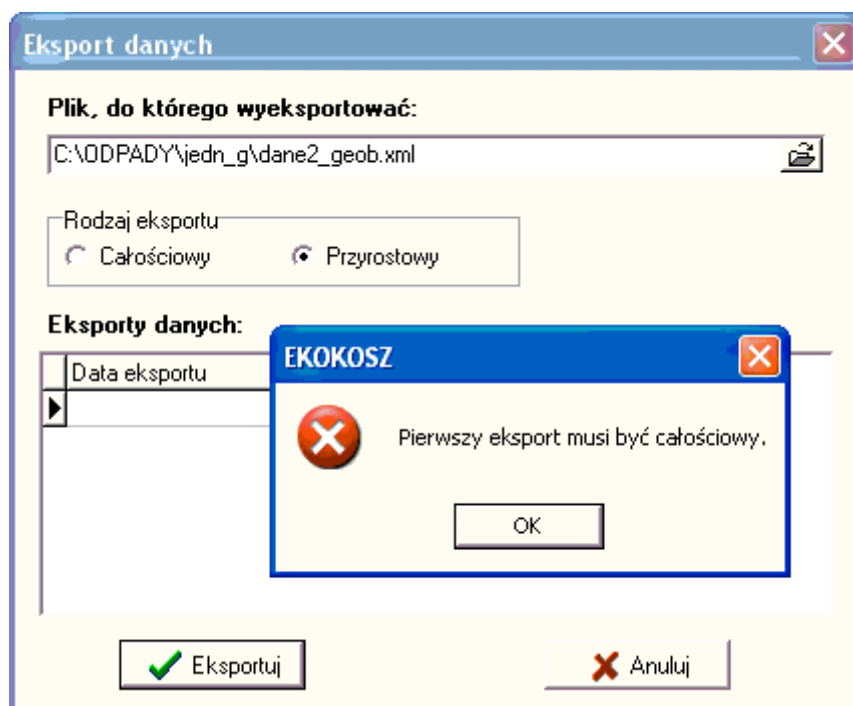 Eksport danych
Plik, do którego wyeksportować:
C:\ODPADY\jedn_g\dane2_geob.xml
Rodzaj eksportu
Całościowy
Przyrostowy
Eksporty danych:
Data eksportu
EKOKOSZ
Pierwszy eksport musi być całościowy.
OK
Eksportuj
Anuluj